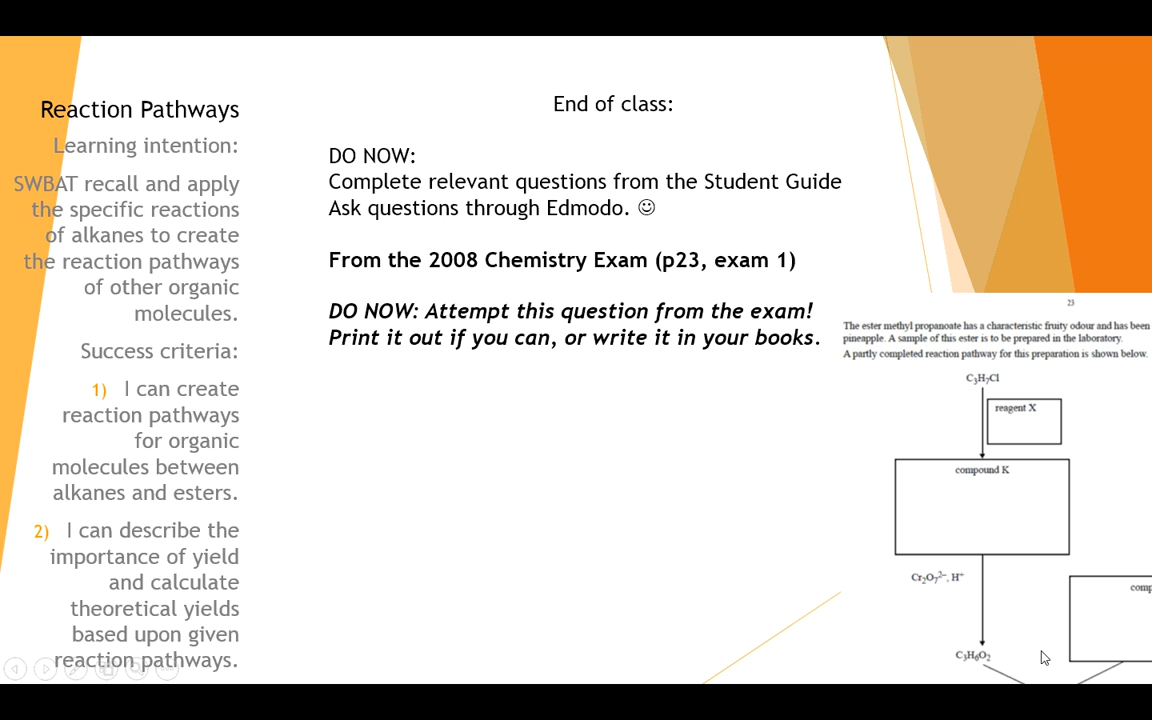 Reaction Pathways
Learning intention:
SWBAT recall and apply
the specific reactions
of alkanes to create
the reaction pathways
of other organic
molecules.
Success criteria:
1) I can create
reaction pathways
for organic
molecules between
alkanes and esters.
2) I can describe the
importance of yield
and calculate
theoretical yields
based upon given
reaction pathways.
End of class:
DO NOW:
Complete relevant questions from the Student Guide
Ask questions through Edmodo. ☺
From the 2008 Chemistry Exam (p23, exam 1)
DO NOW: Attempt this question from the exam!
Print it out if you can, or write it in your books.
23
The ester methyl propanoate has a characteristic fruity odour and has been
pineapple. A sample of this ester is to be prepared in the laboratory.
A partly completed reaction pathway for this preparation is shown below.
C₃H₇Cl
reagent X
compound K
Cr₂O₇²⁻, H⁺
comp
C₃H₆O₂